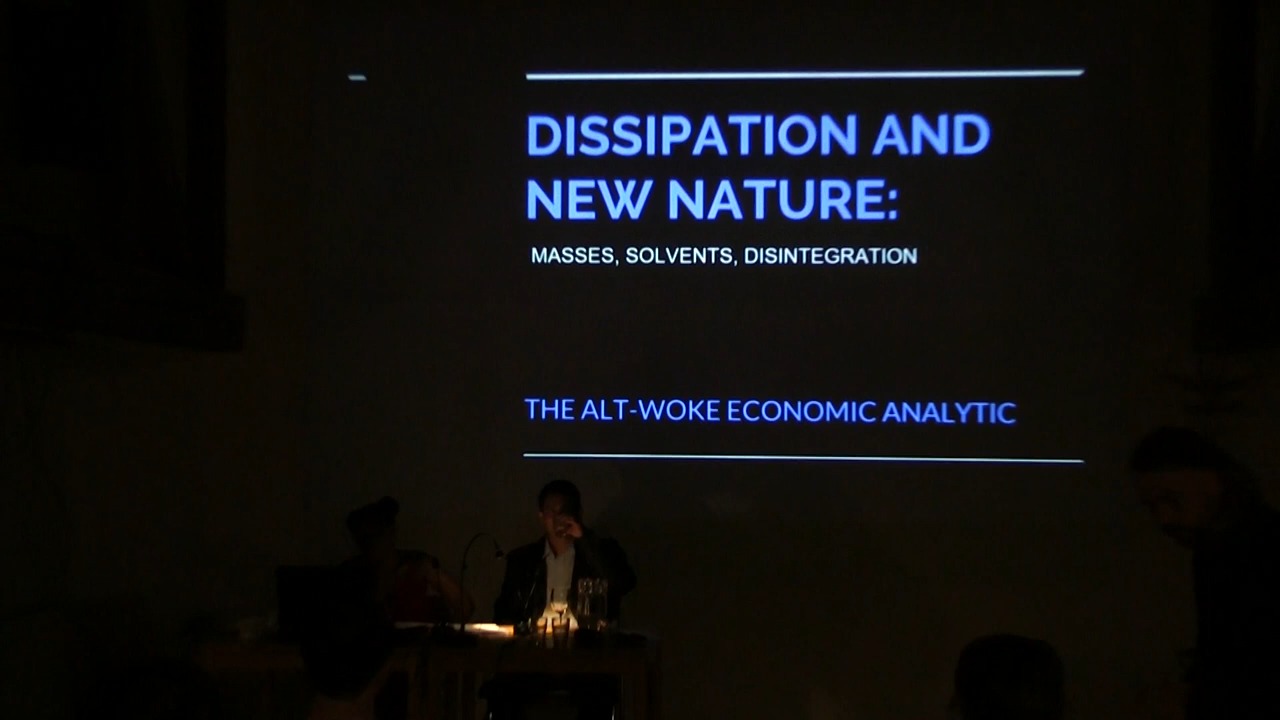 DISSIPATION AND
NEW NATURE:
MASSES, SOLVENTS, DISINTEGRATION
THE ALT-WOKE ECONOMIC ANALYTIC